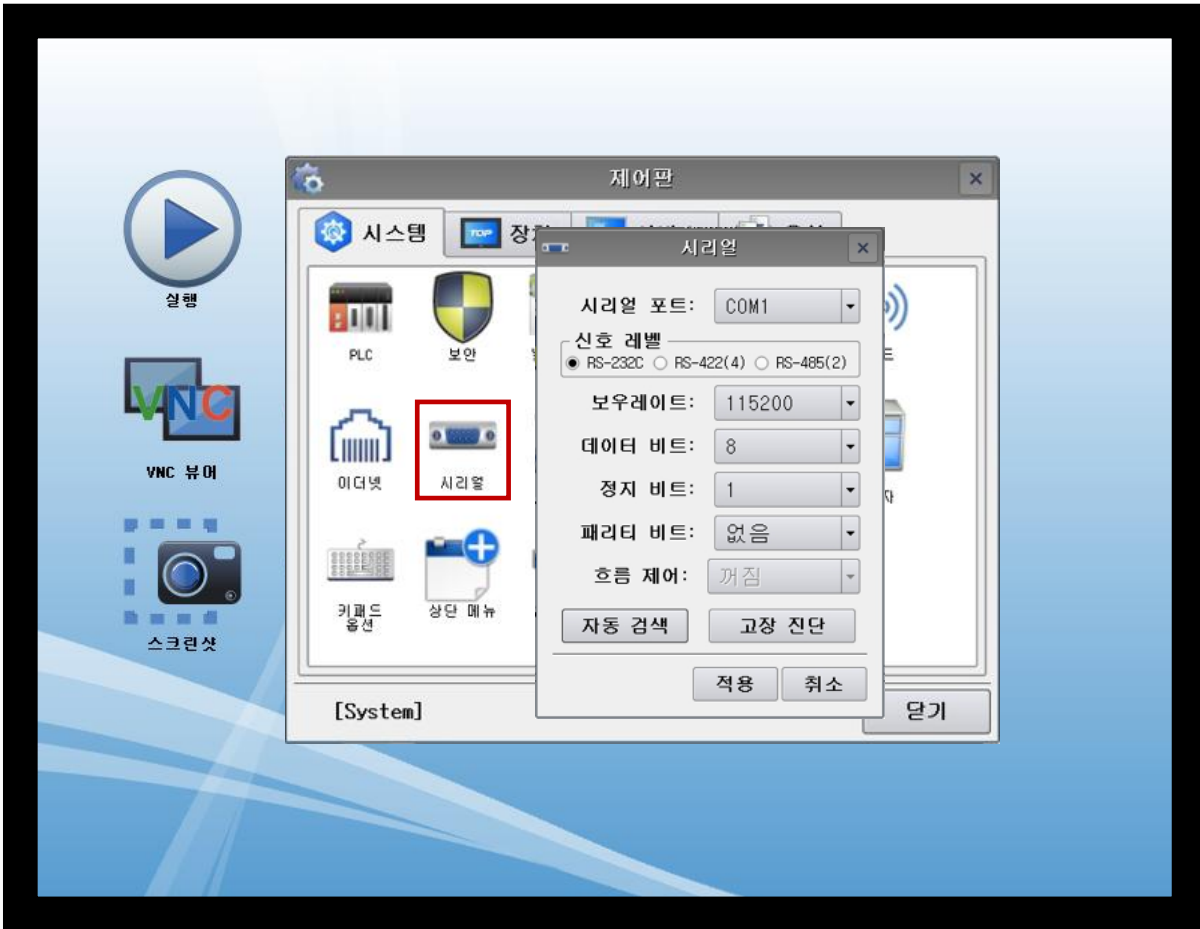 제어판
시스템
TOP
실행
PLC
보안
VNC
VNC 뷰어
이더넷
시리얼
키패드
옵션
상단 메뉴
스크린샷
[System]
닫기
시리얼
시리얼 포트: COM1
신호 레벨
RS-232C RS-422(4) RS-485(2)
보우레이트: 115200
데이터 비트: 8
정지 비트: 1
패리티 비트: 없음
흐름 제어: 꺼짐
자동 검색 고장 진단
적용 취소